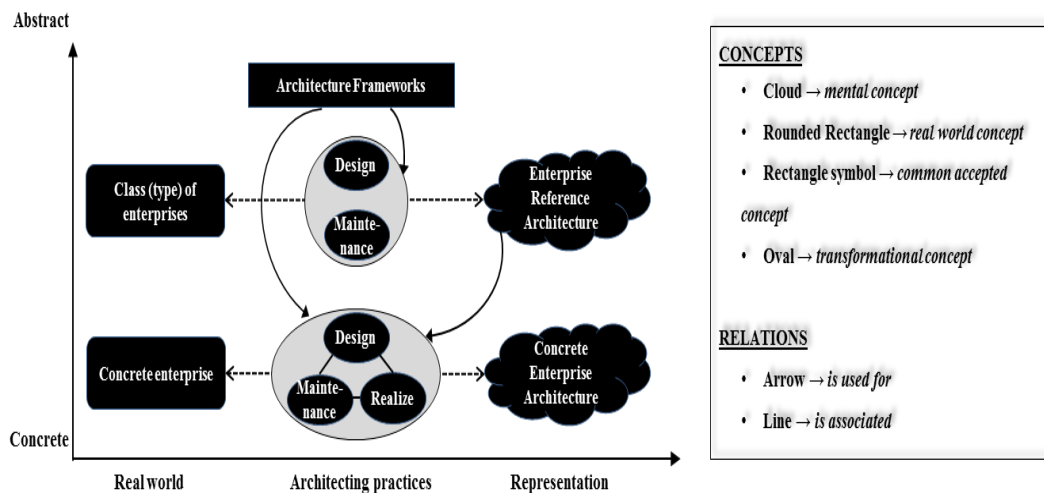 Abstract
Architecture Frameworks
Design
Mainte-
nance
Class (type) of
enterprises
Enterprise
Reference
Architecture
Design
Mainte-
nance
Realize
Concrete enterprise
Concrete
Enterprise
Architecture
Concrete
Real world
Architecting practices
Representation
CONCEPTS
• Cloud → mental concept
• Rounded Rectangle → real world concept
• Rectangle symbol → common accepted
concept
• Oval → transformational concept
RELATIONS
• Arrow → is used for
• Line → is associated